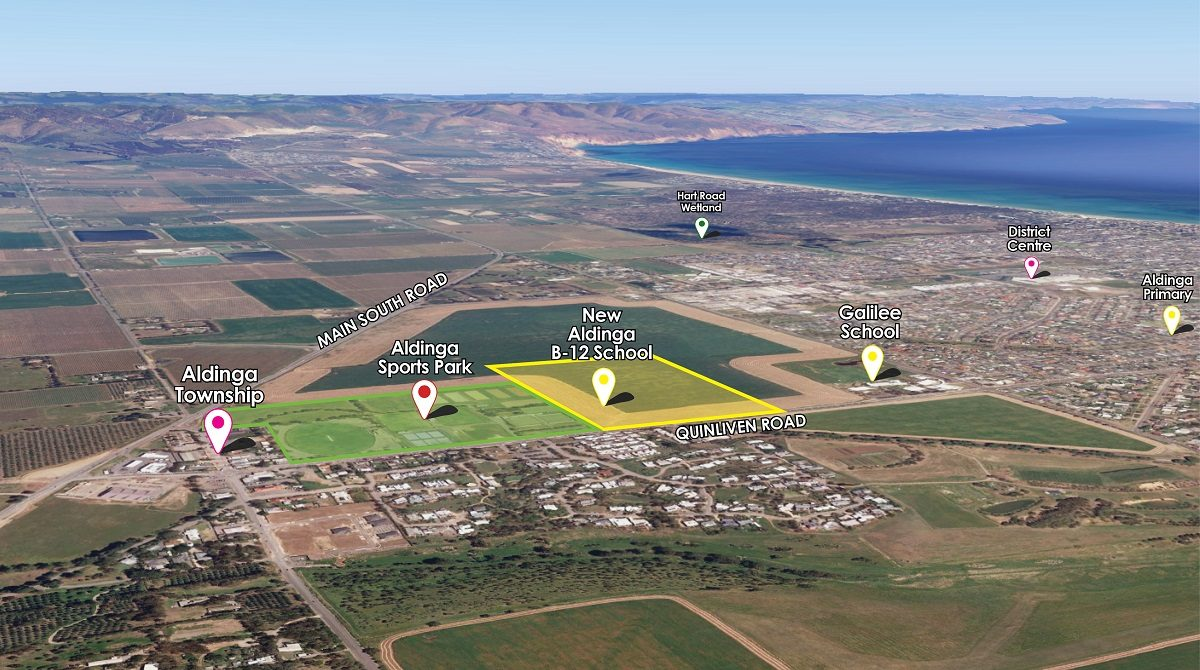 Hart Road
Wetland
District
Centre
Aldinga
Primary
MAIN SOUTH ROAD
New
Aldinga
B-12 School
Galilee
School
Aldinga
Sports Park
Aldinga
Township
QUINLIVEN ROAD